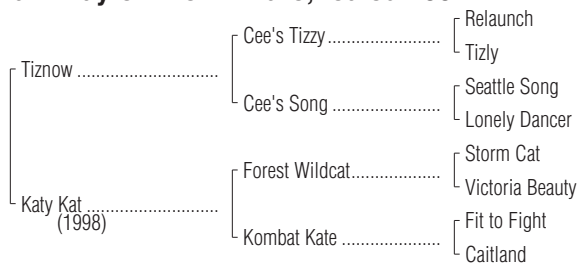 Relaunch
Cee's Tizzy
Tizly
Tiznow
Seattle Song
Cee's Song
Lonely Dancer
Storm Cat
Forest Wildcat
Victoria Beauty
Katy Kat
(1998)
Fit to Fight
Kombat Kate
Caitland